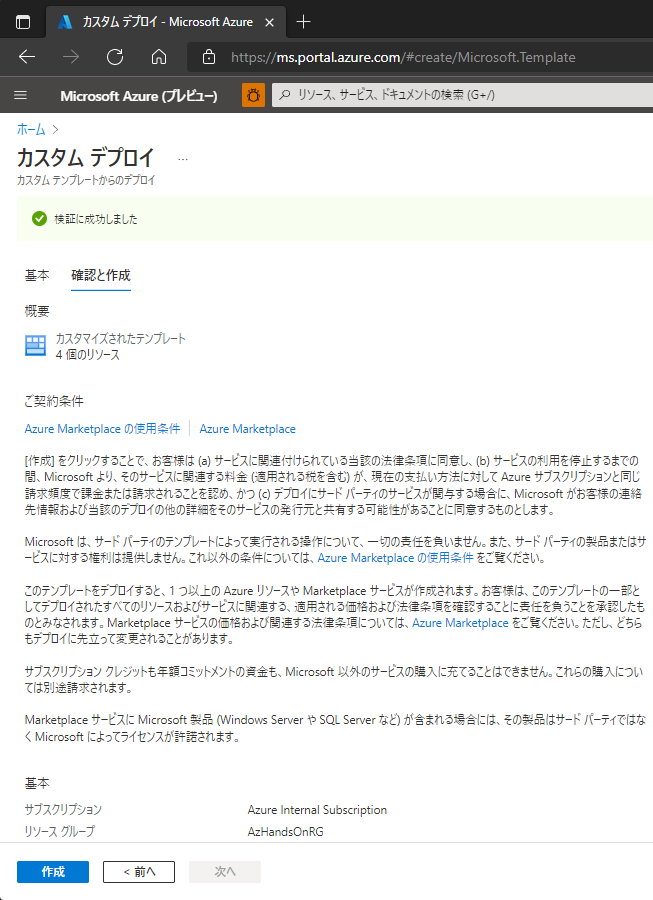 カスタム デプロイ - Microsoft Azure
https://ms.portal.azure.com/#create/Microsoft.Template
Microsoft Azure (プレビュー)
リソース、サービス、ドキュメントの検索 (G+/)
ホーム
カスタム デプロイ
...
カスタム テンプレートからのデプロイ
検証に成功しました
基本 確認と作成
概要
カスタマイズされたテンプレート
4 個のリソース
ご契約条件
Azure Marketplace の使用条件 Azure Marketplace
[作成] をクリックすることで、お客様は (a) サービスに関連付けられている当該の法律条項に同意し、(b) サービスの利用を停止するまでの
間、Microsoft より、そのサービスに関連する料金 (適用される税を含む) が、現在の支払い方法に対して Azure サブスクリプションと同じ
請求頻度で課金または請求されることを認め、かつ (c) デプロイにサード パーティのサービスが関与する場合に、Microsoft がお客様の連絡
先情報および当該のデプロイの他の詳細をそのサービスの発行元と共有する可能性があることに同意するものとします。
Microsoft は、サード パーティのテンプレートによって実行される操作について、一切の責任を負いません。また、サード パーティの製品またはサ
ービスに対する権利は提供しません。これ以外の条件については、Azure Marketplace の使用条件 をご覧ください。
このテンプレートをデプロイすると、1 つ以上の Azure リソースや Marketplace サービスが作成されます。お客様は、このテンプレートの一部と
してデプロイされたすべてのリソースおよびサービスに関連する、適用される価格および法律条項を確認することに責任を負うことを承認したも
のとみなされます。Marketplace サービスの価格および関連する法律条項については、Azure Marketplace をご覧ください。ただし、どちら
もデプロイに先立って変更されることがあります。
サブスクリプション クレジットも年額コミットメントの資金も、Microsoft 以外のサービスの購入に充てることはできません。これらの購入につい
ては別途請求されます。
Marketplace サービスに Microsoft 製品 (Windows Server や SQL Server など) が含まれる場合には、その製品はサード パーティではな
く Microsoft によってライセンスが許諾されます。
基本
サブスクリプション Azure Internal Subscription
リソース グループ AzHandsOnRG
作成 < 前へ 次へ